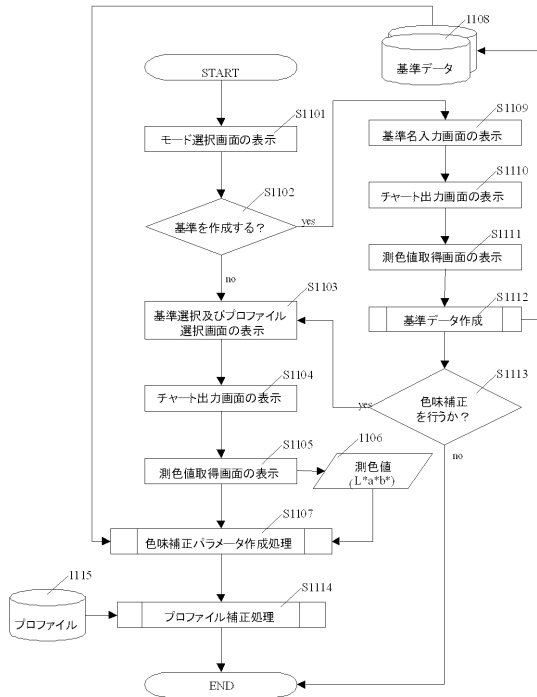 1108
基準データ
START
S1101
モード選択画面の表示
S1102
基準を作成する？
yes
no
S1109
基準名入力画面の表示
S1110
チャート出力画面の表示
S1111
測色値取得画面の表示
S1112
基準データ作成
S1113
色味補正
を行うか？
yes
no
S1103
基準選択及びプロファイル
選択画面の表示
S1104
チャート出力画面の表示
S1105
測色値取得画面の表示
1106
測色値
(L*a*b*)
S1107
色味補正パラメータ作成処理
1115
プロファイル
S1114
プロファイル補正処理
END